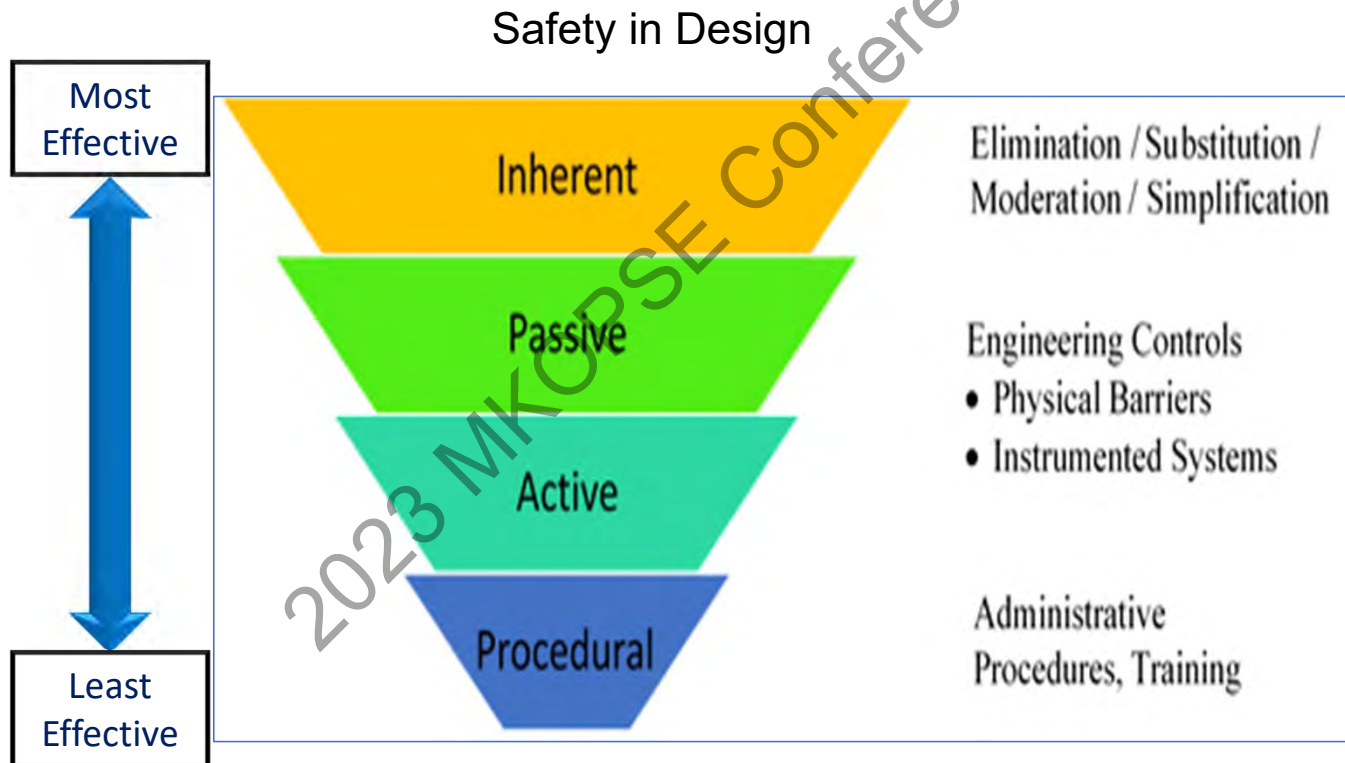 Safety in Design
Most
Effective
Inherent
Elimination / Substitution /
Moderation / Simplification
Passive
Engineering Controls
• Physical Barriers
• Instrumented Systems
Active
Procedural
Administrative
Procedures, Training
Least
Effective
2023 MKOPSE